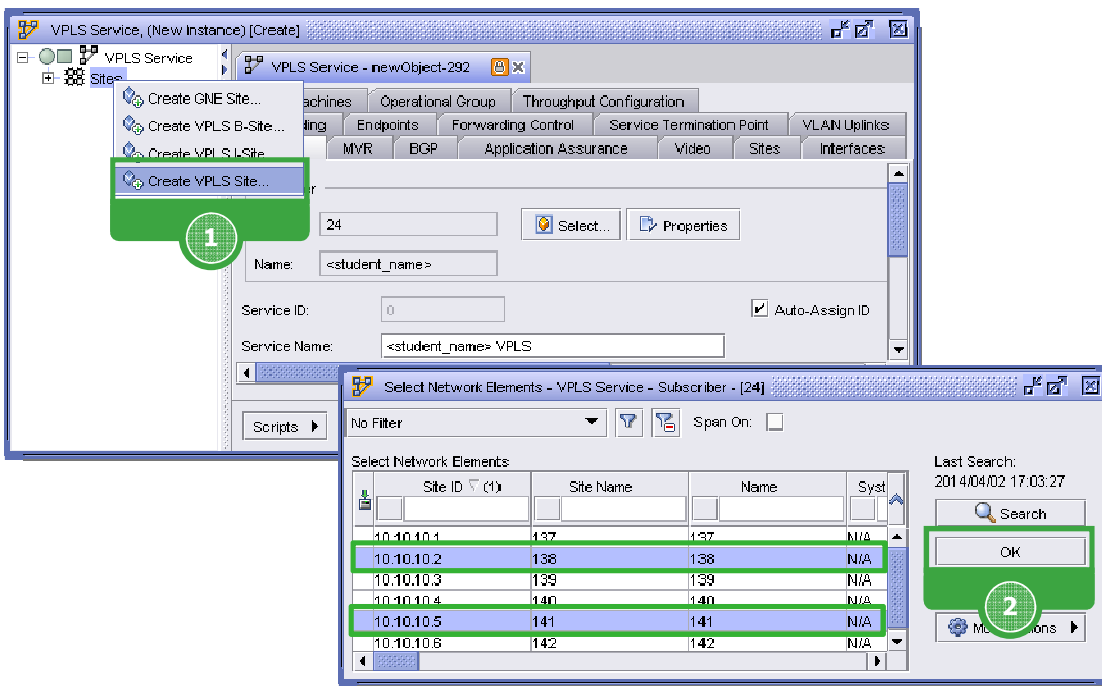 VPLS Service, (New Instance) [Create]
VPLS Service
Sites
Create GNE Site...
Create VPLS B-Site...
Create VPLS I-Site
Create VPLS Site...
1
VPLS Service - newObject-292
achines
Operational Group
Throughput Configuration
ding
Endpoints
Forwarding Control
Service Termination Point
VLAN Uplinks
MVR
BGP
Application Assurance
Video
Sites
Interfaces
24
Select...
Properties
Name:
<student_name>
Service ID:
0
Auto-Assign ID
Service Name:
<student_name> VPLS
Scripts
Select Network Elements - VPLS Service - Subscriber - [24]
No Filter
Span On:
Select Network Elements
Site ID (1)
Site Name
Name
Syst
10.10.10.1 137 137 N/A
10.10.10.2 138 138 N/A
10.10.10.3 139 139 N/A
10.10.10.4 140 140 N/A
10.10.10.5 141 141 N/A
10.10.10.6 142 142 N/A
Last Search:
2014/04/02 17:03:27
Search
OK
2